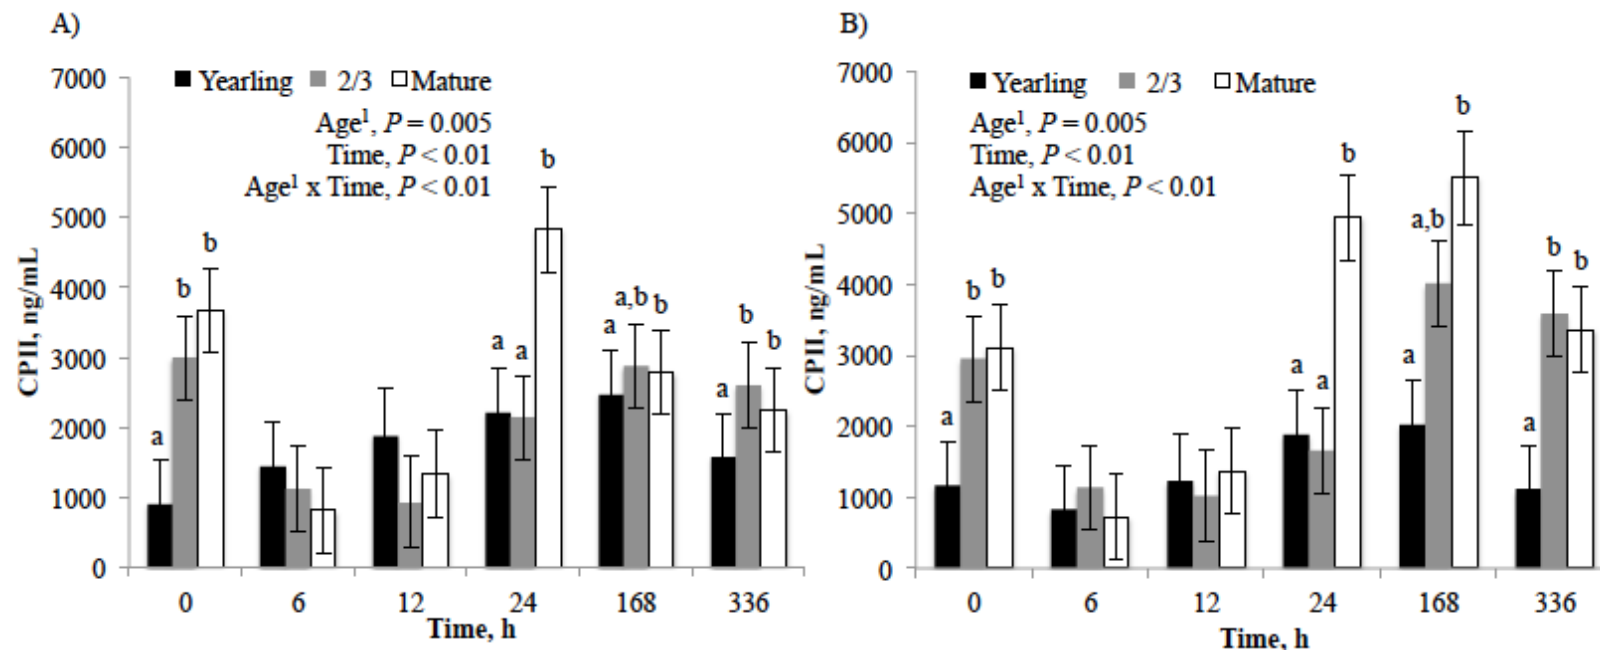 A)
Yearling 2/3 Mature
Age¹, P = 0.005
Time, P < 0.01
Age¹ x Time, P < 0.01
CPII, ng/mL
7000
6000
5000
4000
3000
2000
1000
0
a b b
a a b
a a,b b
a b b
0 6 12 24 168 336
Time, h
B)
Yearling 2/3 Mature
Age¹, P = 0.005
Time, P < 0.01
Age¹ x Time, P < 0.01
CPII, ng/mL
7000
6000
5000
4000
3000
2000
1000
0
a b b
a a b
a a,b b
a b b
0 6 12 24 168 336
Time, h